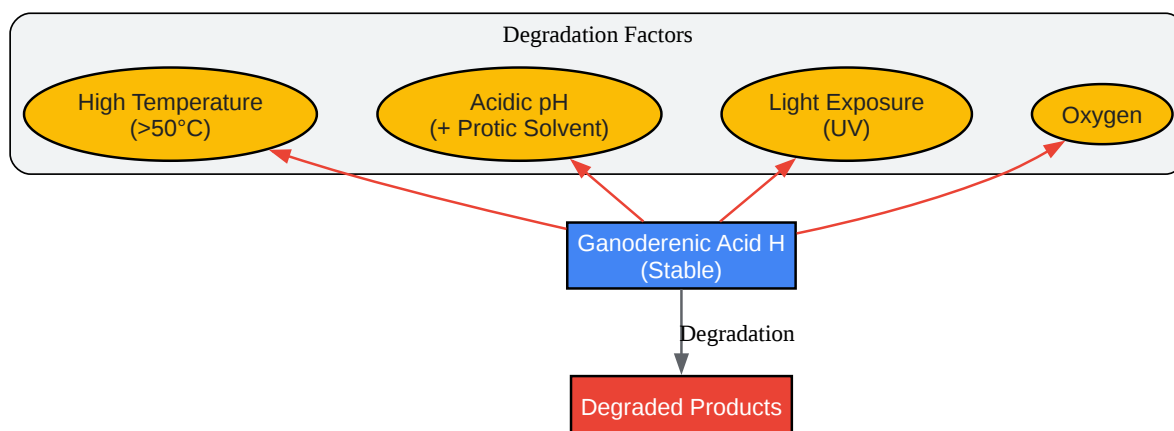 Degradation Factors
High Temperature
(>50°C)
Acidic pH
(+ Protic Solvent)
Light Exposure
(UV)
Oxygen
Ganoderenic Acid H
(Stable)
Degradation
Degraded Products